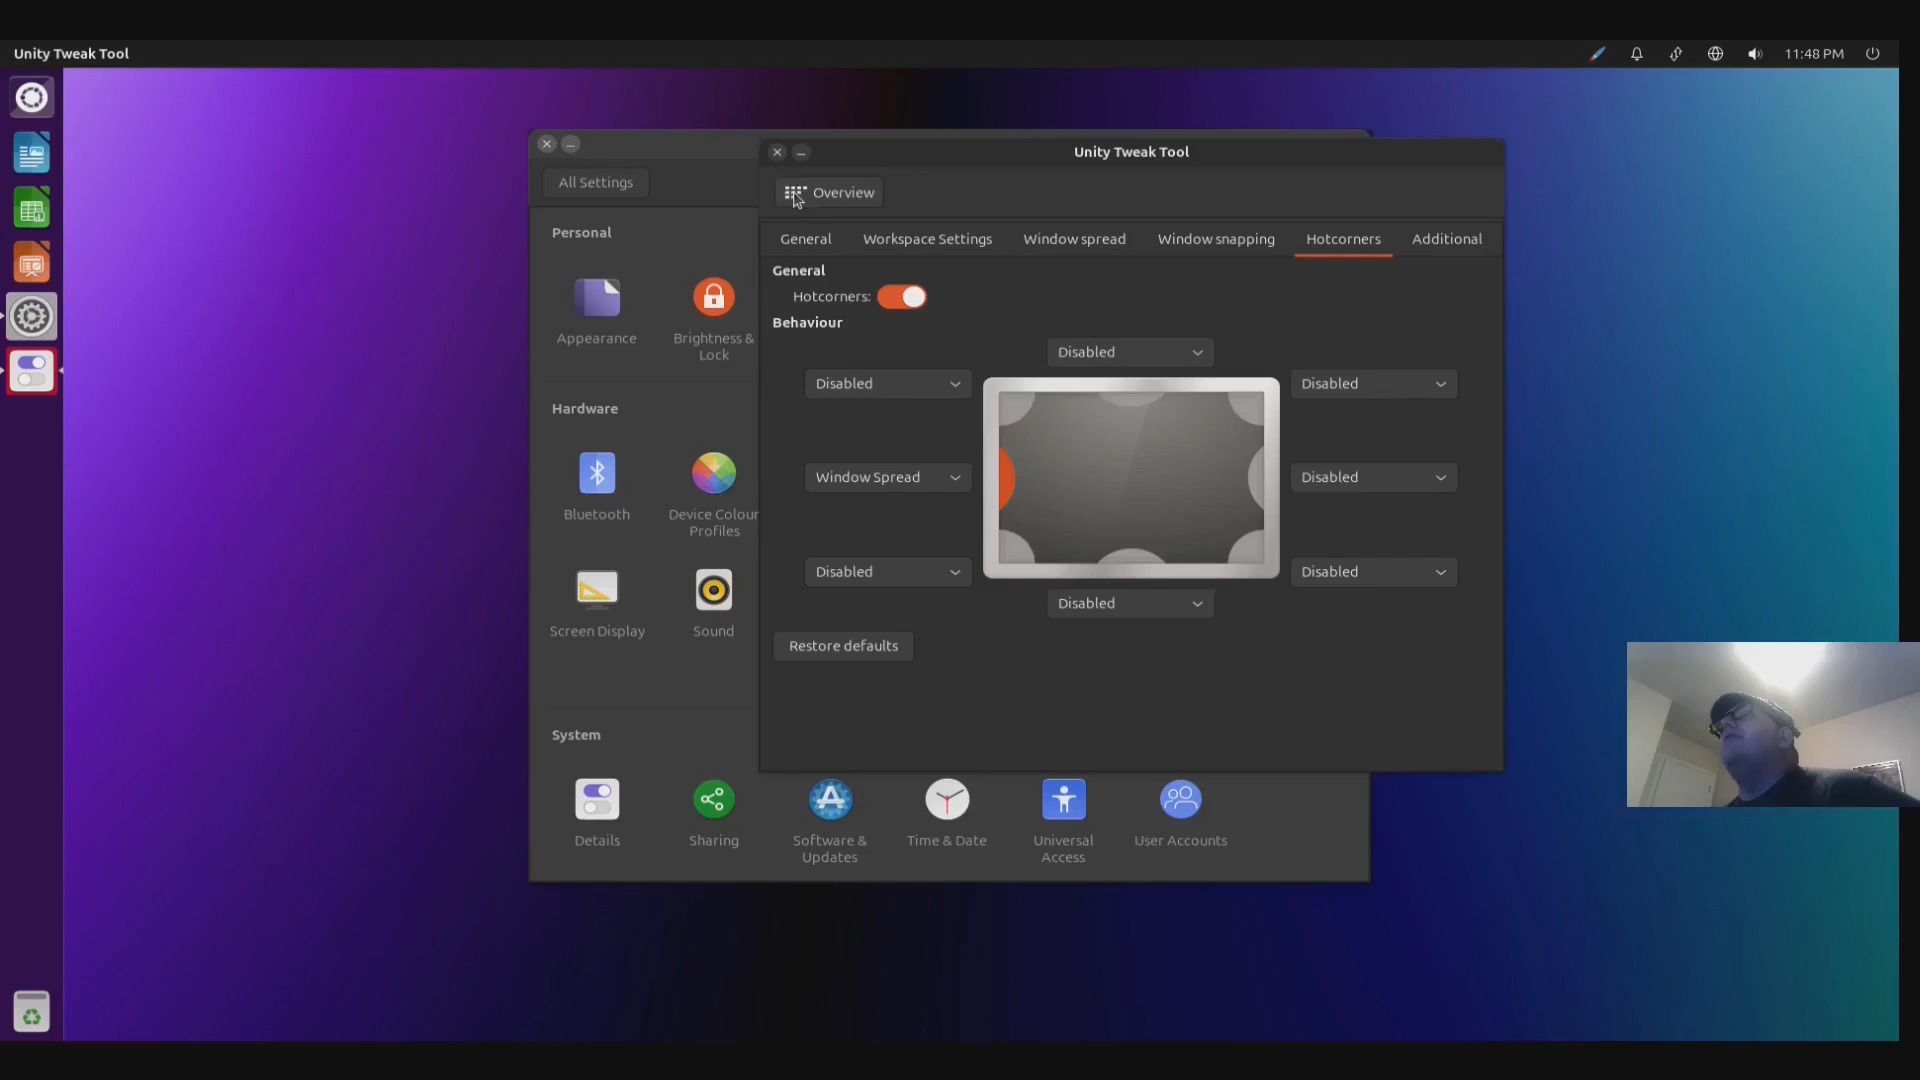 Unity Tweak Tool
11:48 PM
Unity Tweak Tool
All Settings
Overview
Personal
General
Workspace Settings
Window spread
Window snapping
Hotcorners
Additional
General
Hotcorners:
Behaviour
Appearance
Brightness &
Lock
Disabled
Disabled
Disabled
Hardware
Window Spread
Disabled
Bluetooth
Device Colour
Profiles
Disabled
Disabled
Disabled
Screen Display
Sound
Restore defaults
System
Details
Sharing
Software &
Updates
Time & Date
Universal
Access
User Accounts